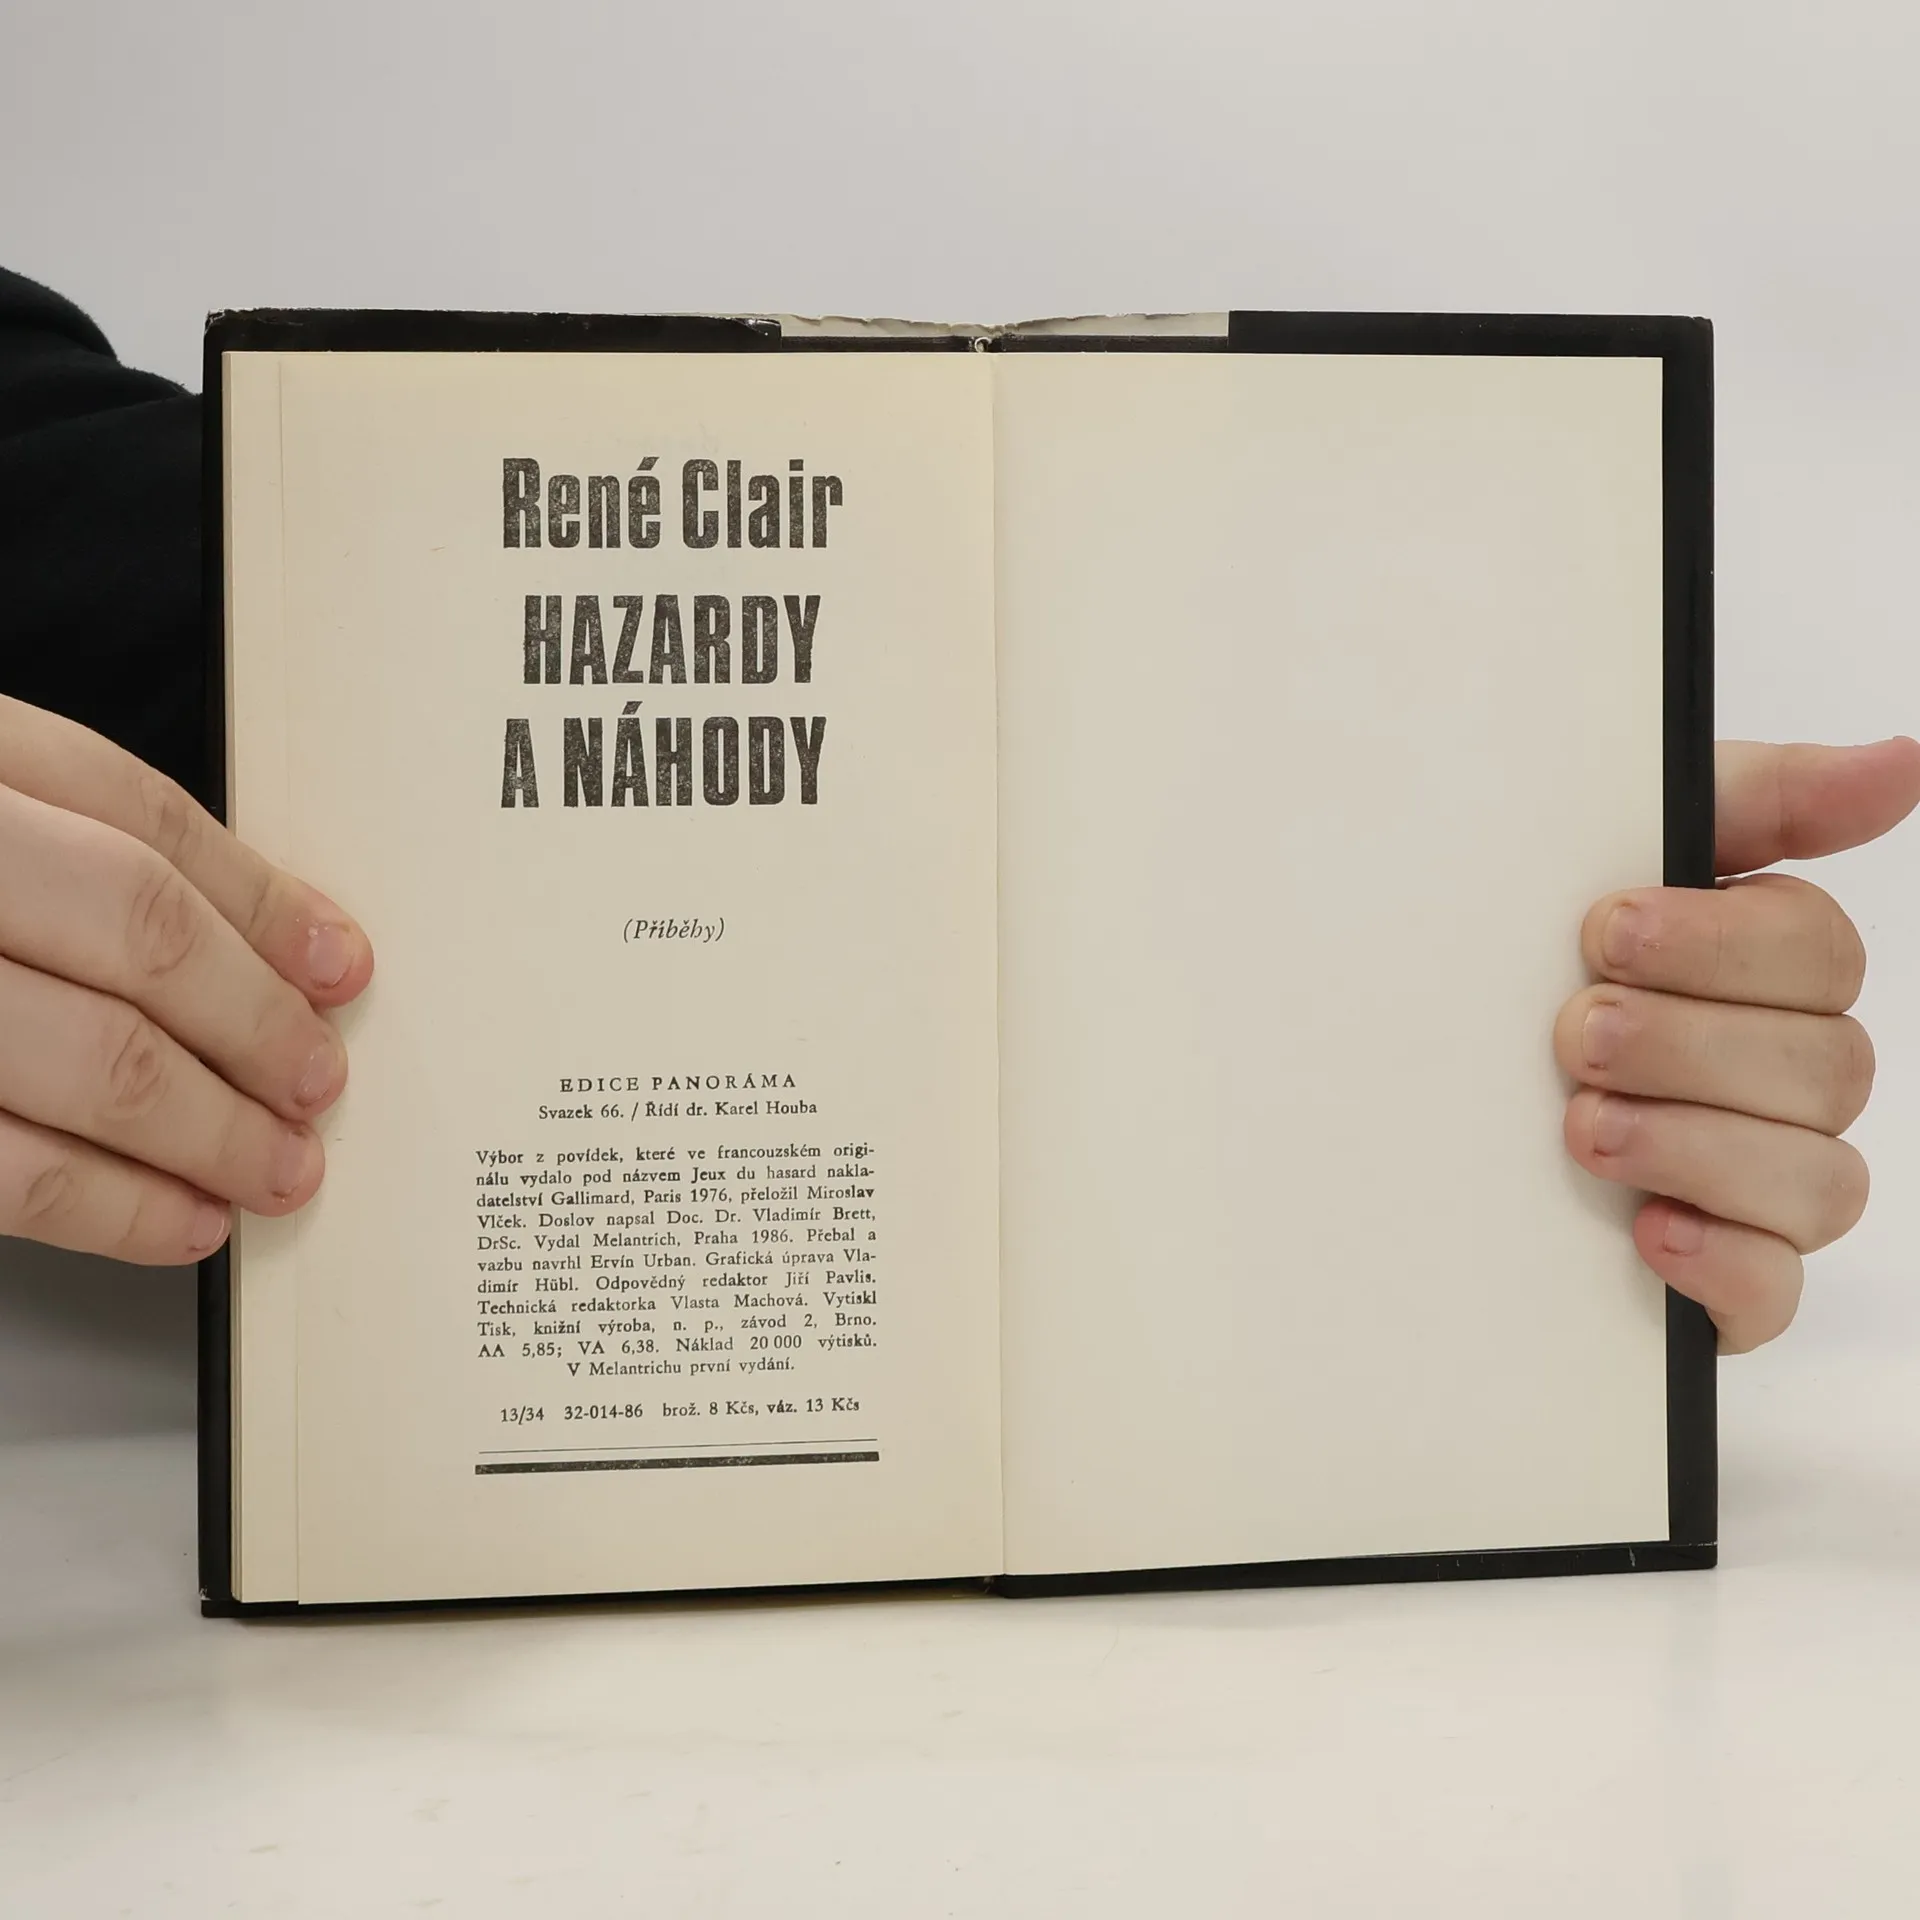 René Clair
HAZARDY
A NÁHODY
(Příběhy)
EDICE PANORÁMA
Svazek 66. / Řídí dr. Karel Houba
Výbor z povídek, které ve francouzském origi-
nálu vydalo pod názvem Jeux du hasard nakla-
datelství Gallimard, Paris 1976, přeložil Miroslav
Vlček. Doslov napsal Doc. Dr. Vladimír Brett,
DrSc. Vydal Melantrich, Praha 1986. Přebal a
vazbu navrhl Ervín Urban. Grafická úprava Vla-
dimír Hübl. Odpovědný redaktor Jiří Pavlis.
Technická redaktorka Vlasta Machová. Vytiskl
Tisk, knižní výroba, n. p., závod 2, Brno.
AA 5,85; VA 6,38. Náklad 20 000 výtisků.
V Melantrichu první vydání.
13/34 32-014-86 brož. 8 Kčs, váz. 13 Kčs